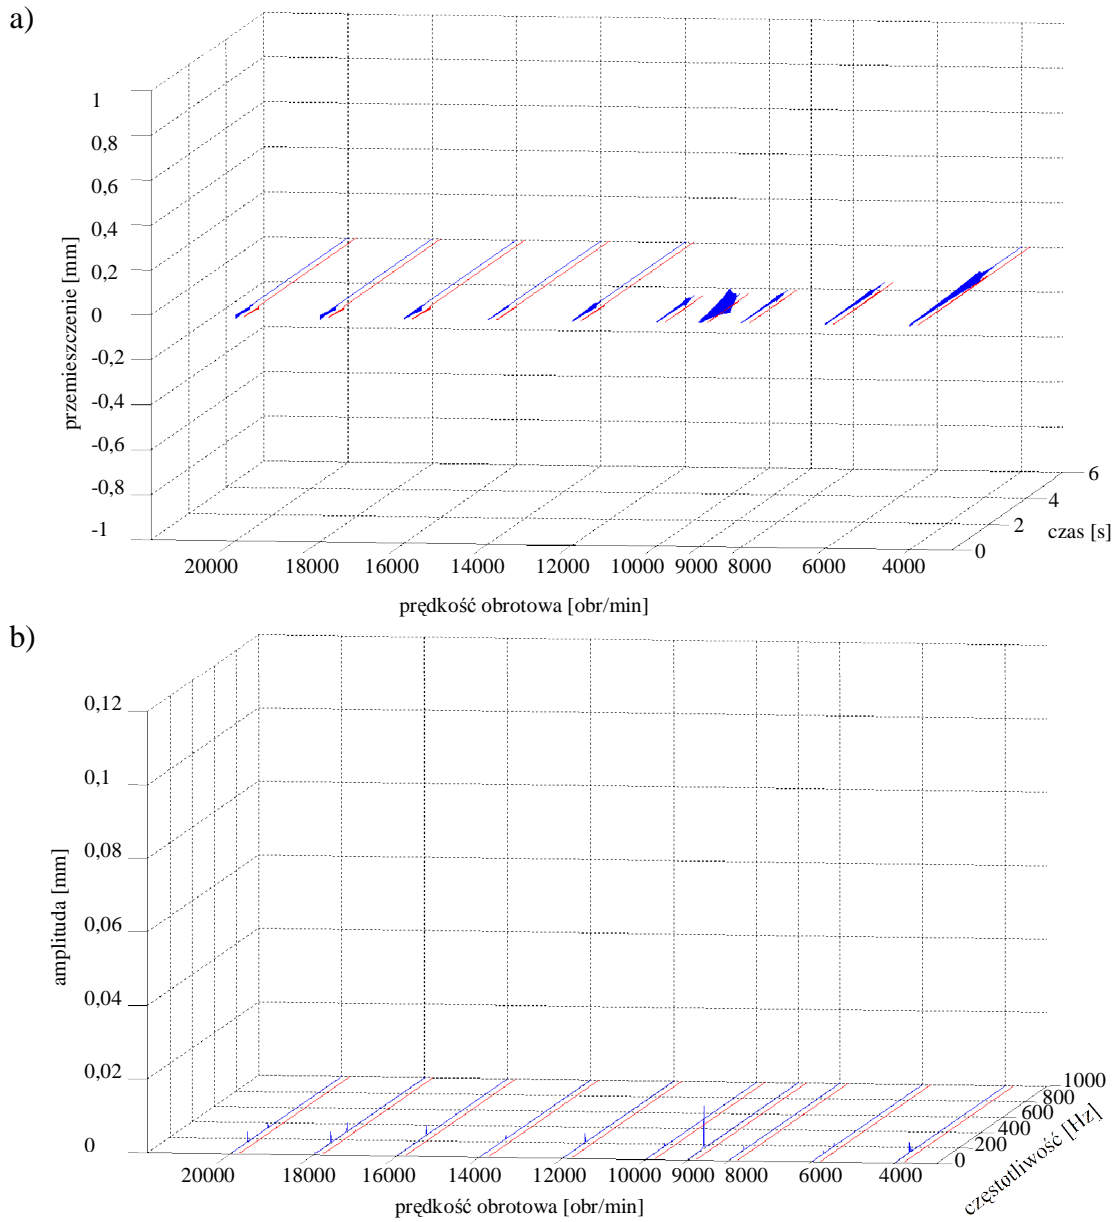 a)
1
0,8
0,6
0,4
0,2
0
-0,2
-0,4
-0,6
-0,8
-1
przemieszczenie [mm]
20000 18000 16000 14000 12000 10000 9000 8000 6000 4000
prędkość obrotowa [obr/min]
0 2 4 6
czas [s]
b)
0,12
0,1
0,08
0,06
0,04
0,02
0
amplituda [mm]
20000 18000 16000 14000 12000 10000 9000 8000 6000 4000
prędkość obrotowa [obr/min]
0 200 400 600 800 1000
częstotliwość [Hz]